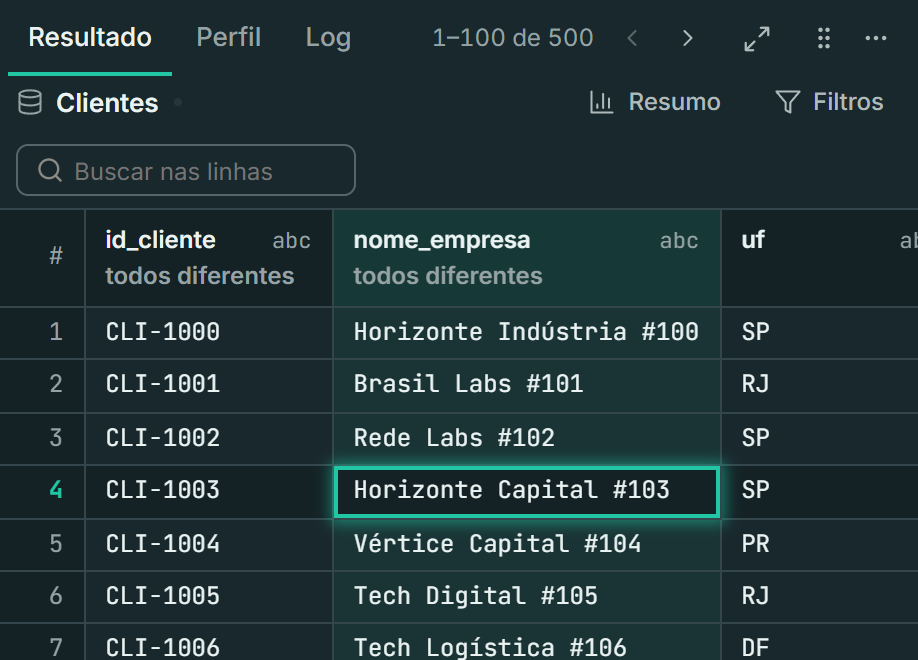 Resultado Perfil Log 1–100 de 500
Clientes Resumo Filtros
Buscar nas linhas
# id_cliente abc nome_empresa abc uf ab
todos diferentes todos diferentes
1 CLI-1000 Horizonte Indústria #100 SP
2 CLI-1001 Brasil Labs #101 RJ
3 CLI-1002 Rede Labs #102 SP
4 CLI-1003 Horizonte Capital #103 SP
5 CLI-1004 Vértice Capital #104 PR
6 CLI-1005 Tech Digital #105 RJ
7 CLI-1006 Tech Logística #106 DF